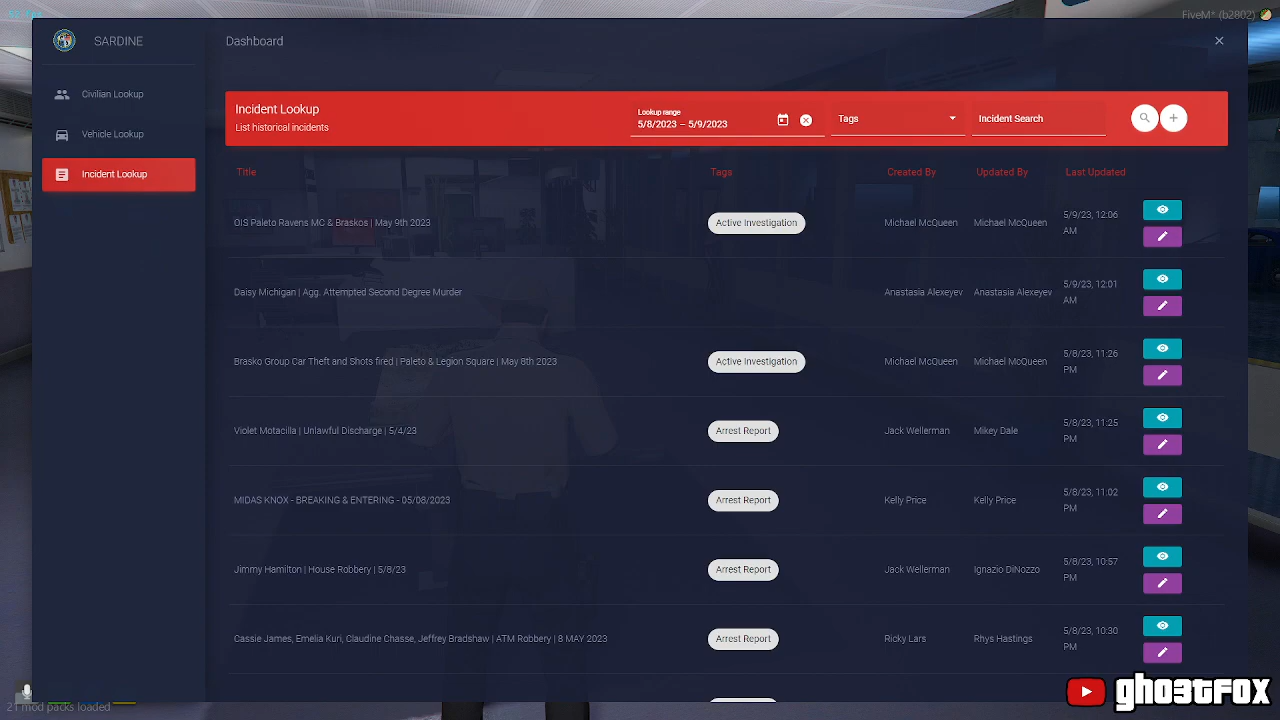 FiveM* (b2802)
SARDINE
Dashboard
Civilian Lookup
Vehicle Lookup
Incident Lookup
Incident Lookup
List historical incidents
Lookup range
5/8/2023 – 5/9/2023
Tags
Incident Search
Title Tags Created By Updated By Last Updated
OIS Paleto Ravens MC & Braskos | May 9th 2023 Active Investigation Michael McQueen Michael McQueen 5/9/23, 12:06
AM
Daisy Michigan | Agg. Attempted Second Degree Murder Anastasia Alexeyev Anastasia Alexeyev 5/9/23, 12:01
AM
Brasko Group Car Theft and Shots fired | Paleto & Legion Square | May 8th 2023 Active Investigation Michael McQueen Michael McQueen 5/8/23, 11:26
PM
Violet Motacilla | Unlawful Discharge | 5/4/23 Arrest Report Jack Wellerman Mikey Dale 5/8/23, 11:25
PM
MIDAS KNOX - BREAKING & ENTERING - 05/08/2023 Arrest Report Kelly Price Kelly Price 5/8/23, 11:02
PM
Jimmy Hamilton | House Robbery | 5/8/23 Arrest Report Jack Wellerman Ignazio DiNozzo 5/8/23, 10:57
PM
Cassie James, Emelia Kuri, Claudine Chasse, Jeffrey Bradshaw | ATM Robbery | 8 MAY 2023 Arrest Report Ricky Lars Rhys Hastings 5/8/23, 10:30
PM
21 mod packs loaded
gho3tfox